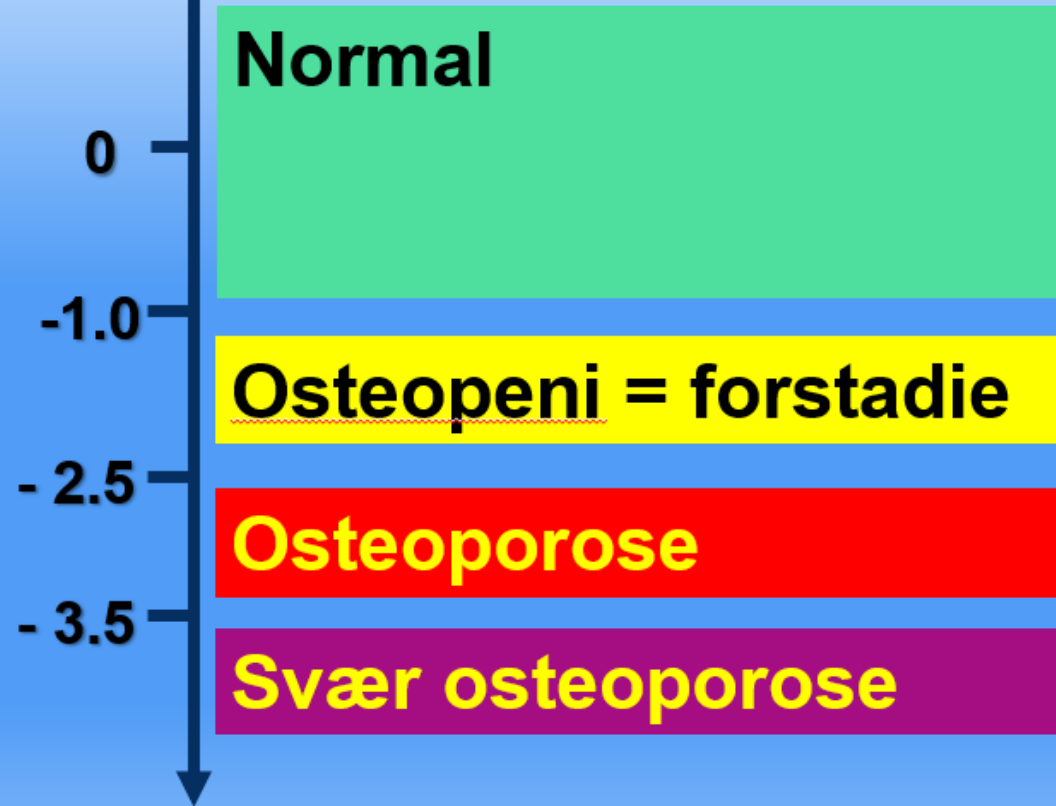 Normal
0
-1.0
Osteopeni = forstadie
- 2.5
Osteoporose
- 3.5
Svær osteoporose